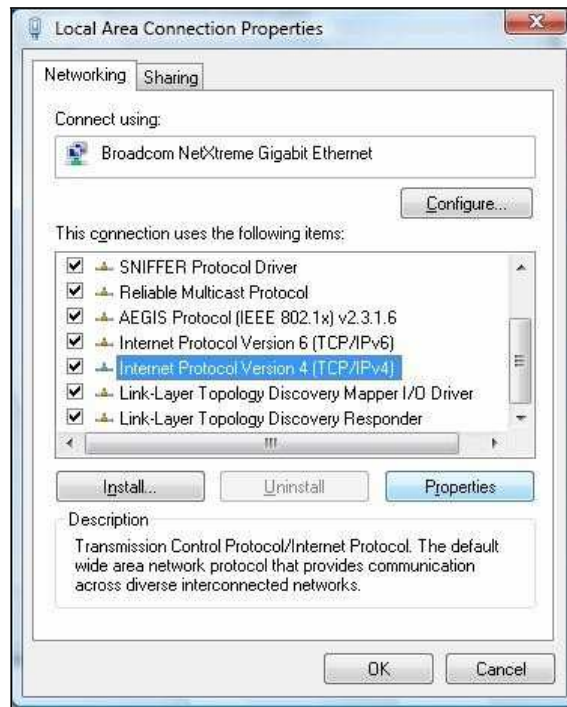 Local Area Connection Properties
Networking
Sharing
Connect using:
Broadcom NetXtreme Gigabit Ethernet
Configure...
This connection uses the following items:
SNIFFER Protocol Driver
Reliable Multicast Protocol
AEGIS Protocol (IEEE 802.1x) v2.3.1.6
Internet Protocol Version 6 (TCP/IPv6)
Internet Protocol Version 4 (TCP/IPv4)
Link-Layer Topology Discovery Mapper I/O Driver
Link-Layer Topology Discovery Responder
Install...
Uninstall
Properties
Description
Transmission Control Protocol/Internet Protocol. The default
wide area network protocol that provides communication
across diverse interconnected networks.
OK
Cancel